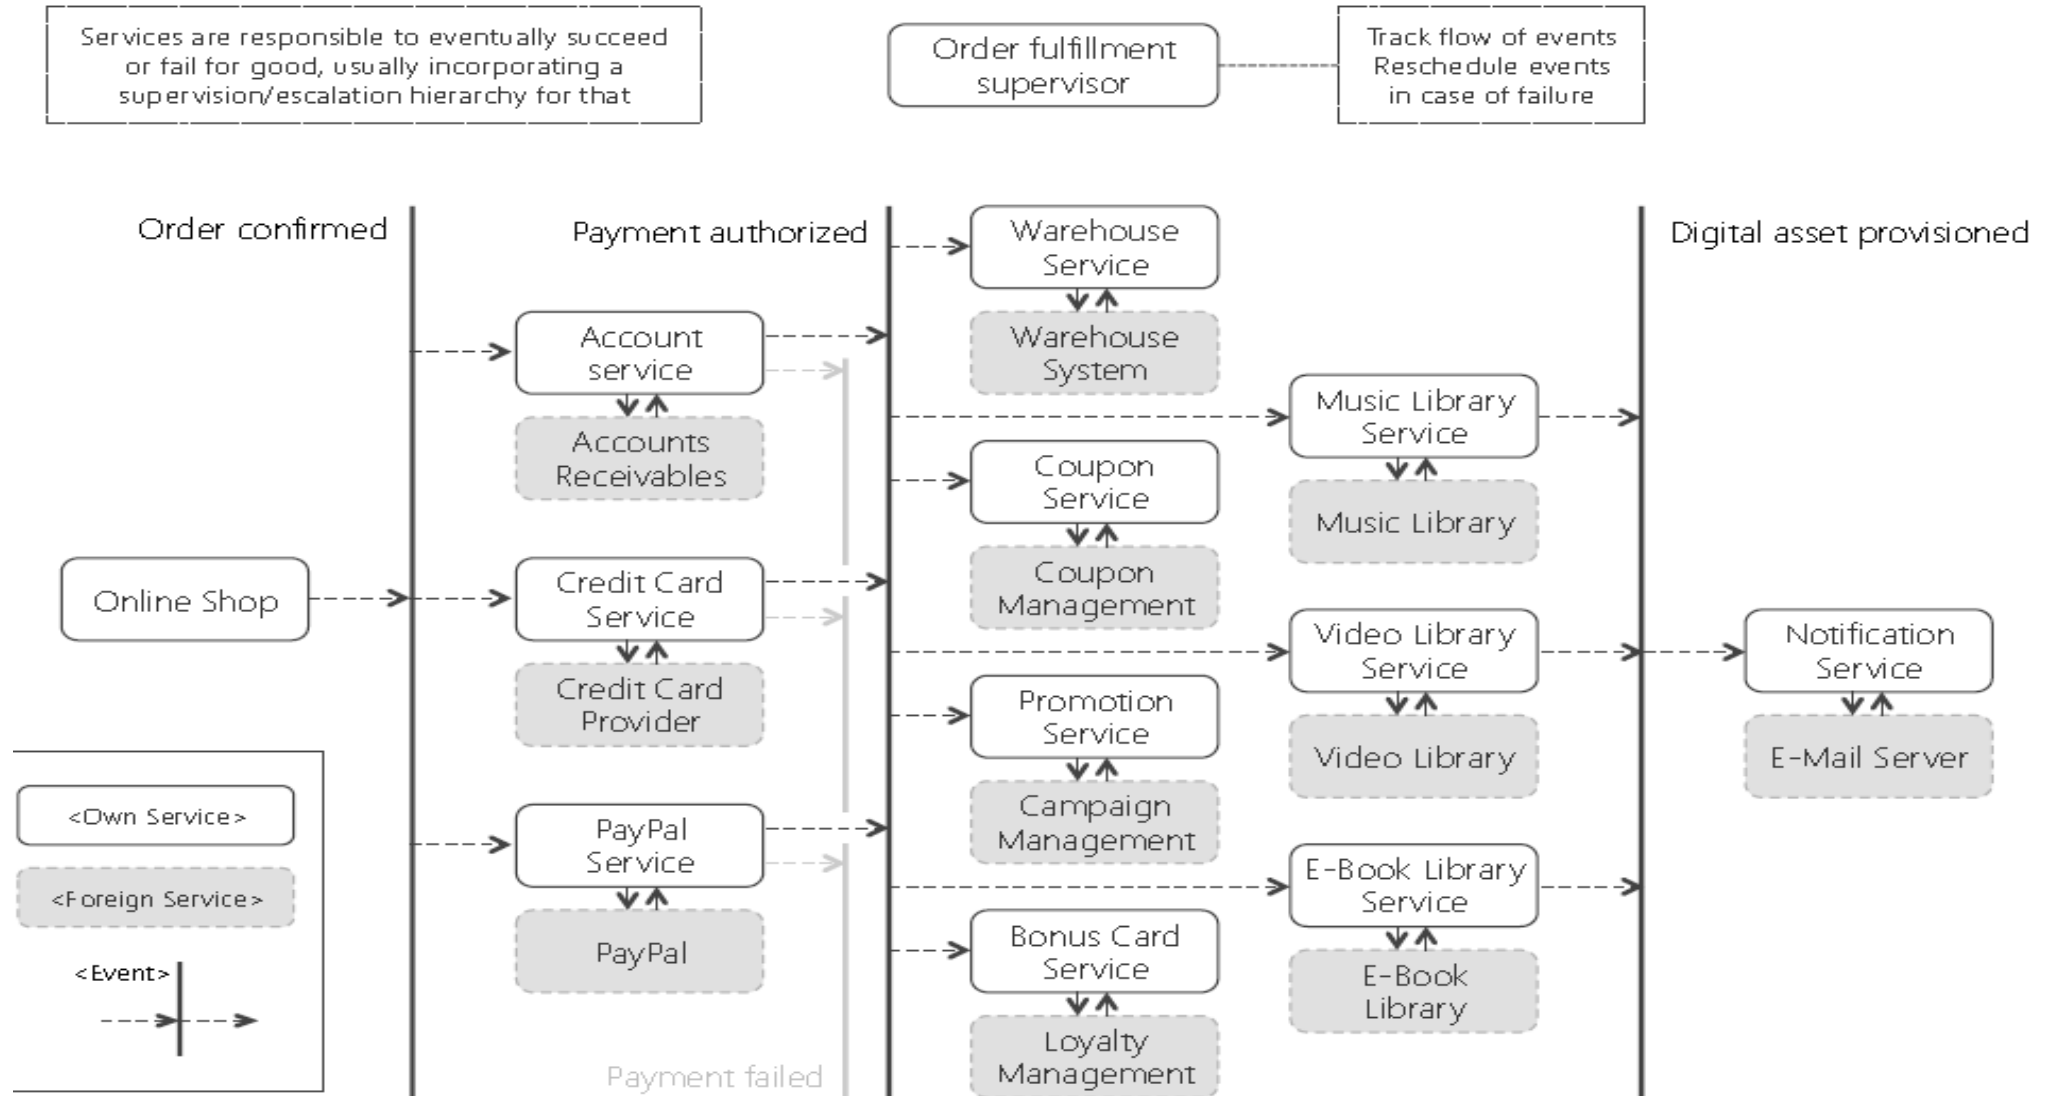 Services are responsible to eventually succeed
or fail for good, usually incorporating a
supervision/escalation hierarchy for that
Order fulfillment
supervisor
Track flow of events
Reschedule events
in case of failure
Order confirmed
Payment authorized
Digital asset provisioned
Online Shop
Account
service
Accounts
Receivables
Credit Card
Service
Credit Card
Provider
PayPal
Service
PayPal
Payment failed
Warehouse
Service
Warehouse
System
Coupon
Service
Coupon
Management
Promotion
Service
Campaign
Management
Bonus Card
Service
Loyalty
Management
Music Library
Service
Music Library
Video Library
Service
Video Library
E-Book Library
Service
E-Book
Library
Notification
Service
E-Mail Server
<Own Service>
<Foreign Service>
<Event>